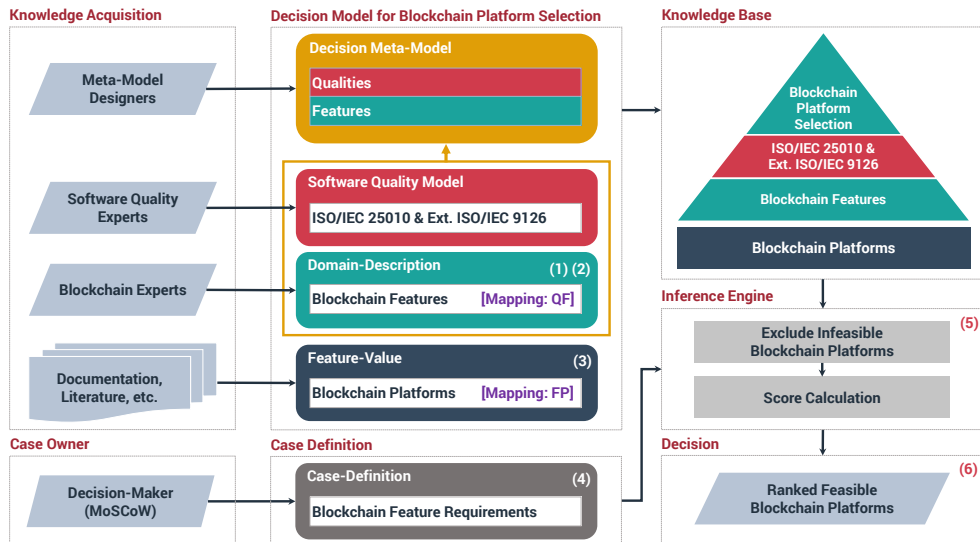 Knowledge Acquisition
Meta-Model
Designers
Software Quality
Experts
Blockchain Experts
Documentation,
Literature, etc.
Case Owner
Decision-Maker
(MoSCoW)
Decision Model for Blockchain Platform Selection
Decision Meta-Model
Qualities
Features
Software Quality Model
ISO/IEC 25010 & Ext. ISO/IEC 9126
Domain-Description (1) (2)
Blockchain Features [Mapping: QF]
Feature-Value (3)
Blockchain Platforms [Mapping: FP]
Case Definition
Case-Definition (4)
Blockchain Feature Requirements
Knowledge Base
Blockchain
Platform
Selection
ISO/IEC 25010 &
Ext. ISO/IEC 9126
Blockchain Features
Blockchain Platforms
Inference Engine
(5)
Exclude Infeasible
Blockchain Platforms
Score Calculation
Decision
(6)
Ranked Feasible
Blockchain Platforms